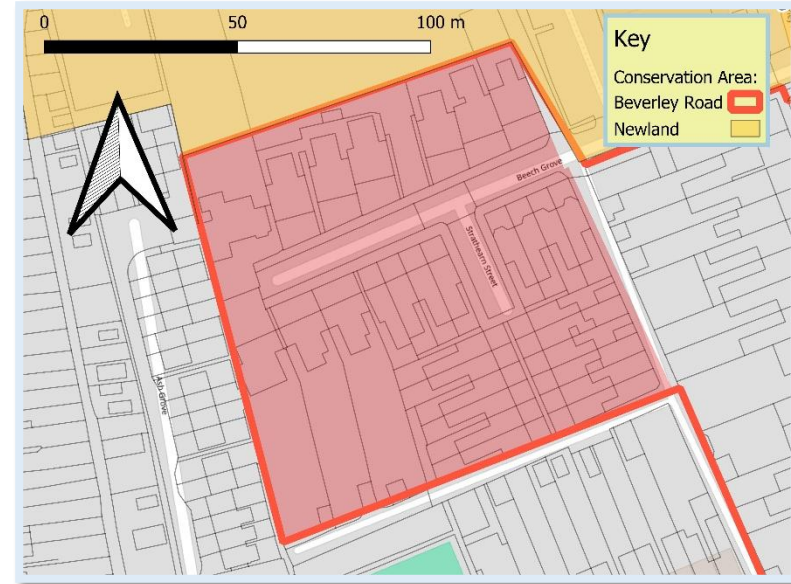 0 50 100 m
Key
Conservation Area:
Beverley Road
Newland
Beech Grove
Strathearn Street
Ash Grove